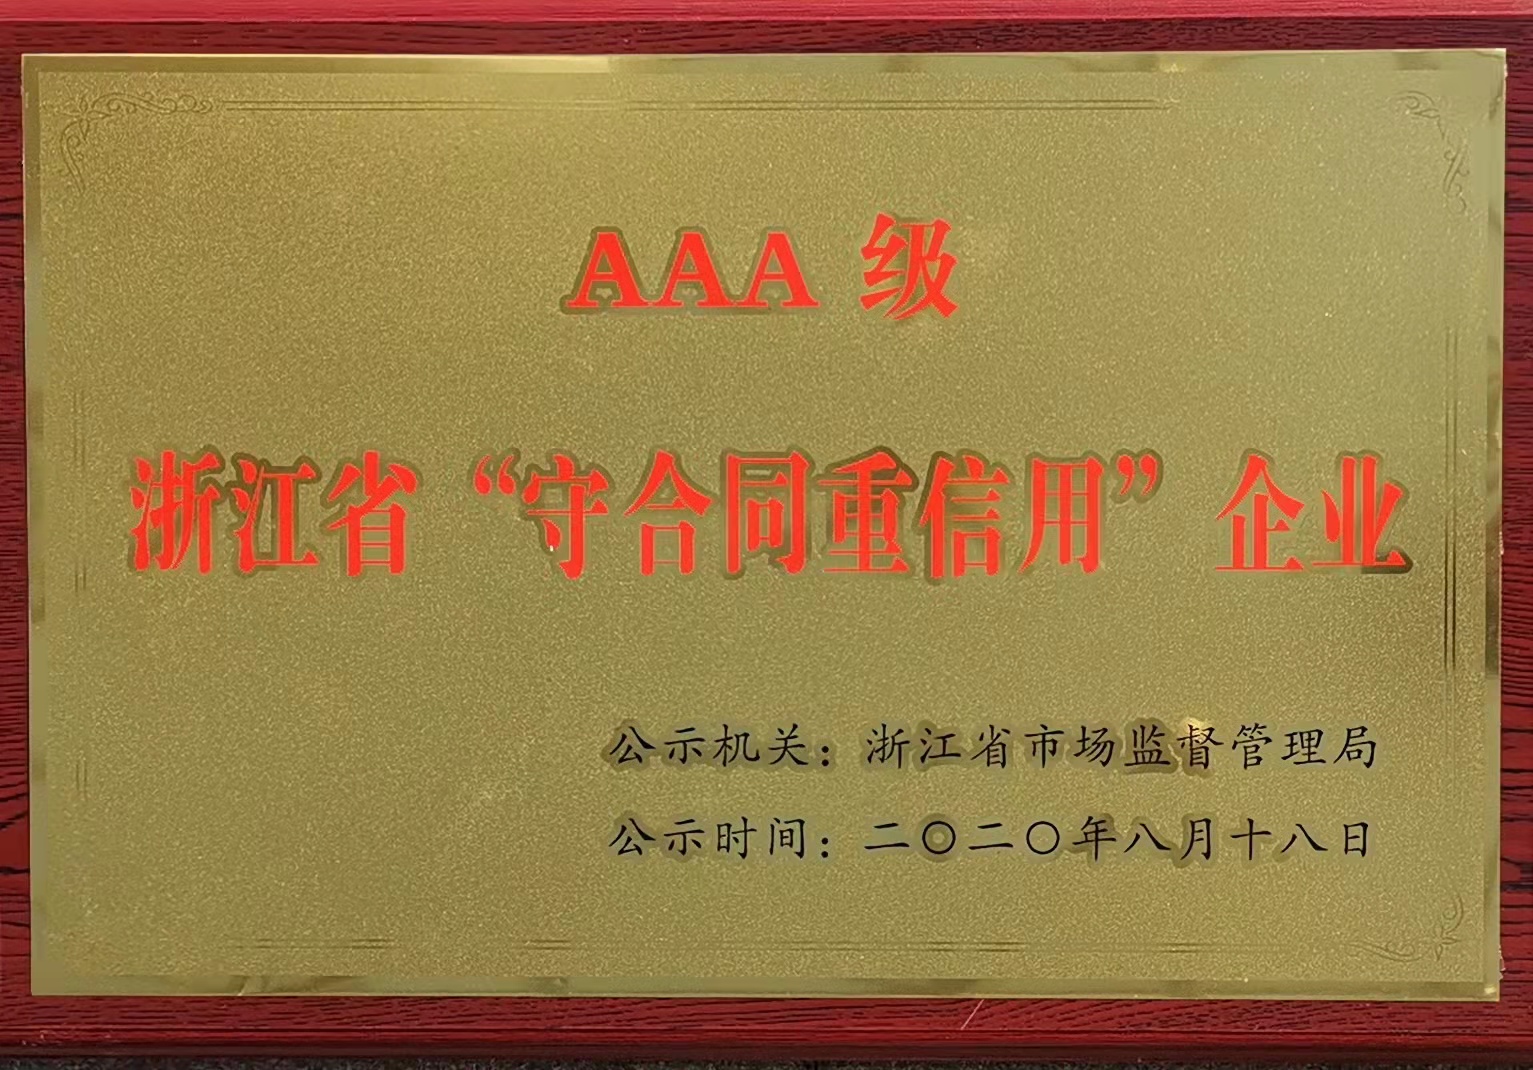 AAA 级
浙江省“守合同重信用”企业
公示机关：浙江省市场监督管理局
公示时间：二〇二〇年八月十八日